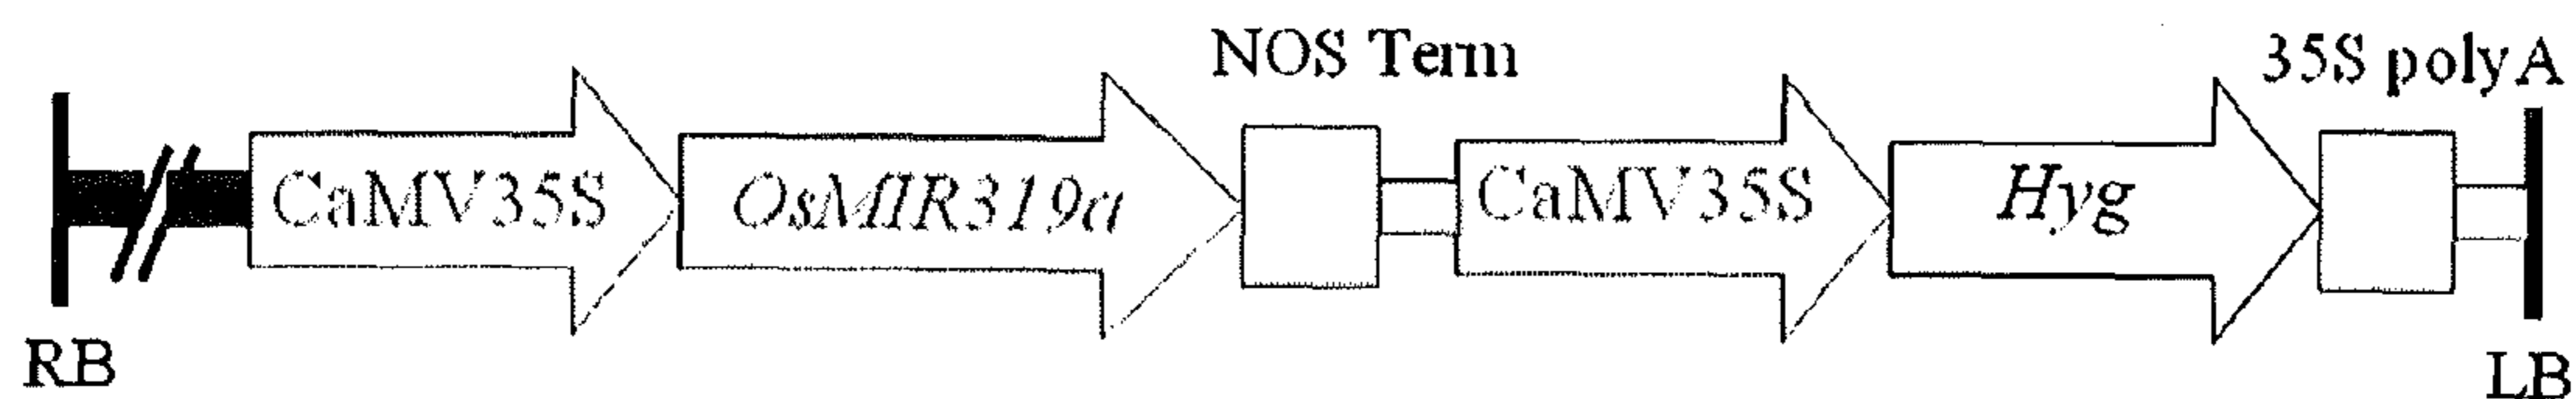 NOS Term
35S polyA
CaMV35S
OsMIR319a
CaMV35S
Hyg
RB
LB